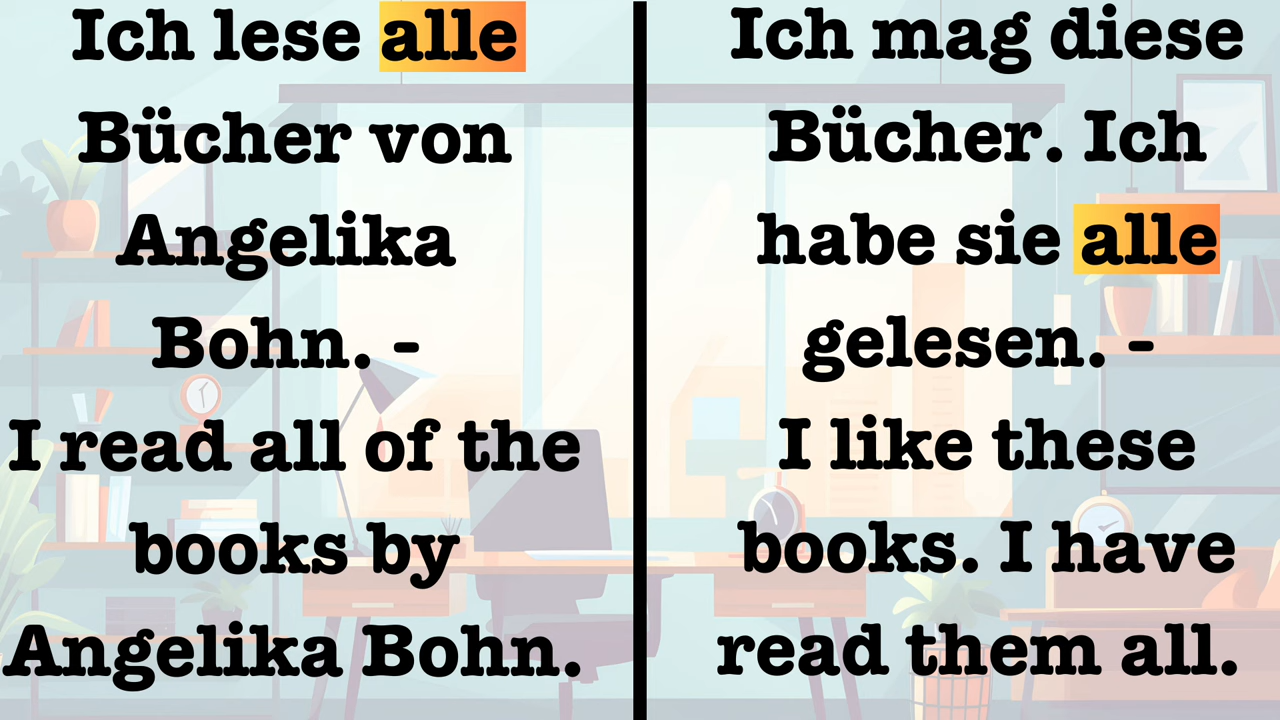 Ich lese alle
Bücher von
Angelika
Bohn. -
I read all of the
books by
Angelika Bohn.
Ich mag diese
Bücher. Ich
habe sie alle
gelesen. -
I like these
books. I have
read them all.